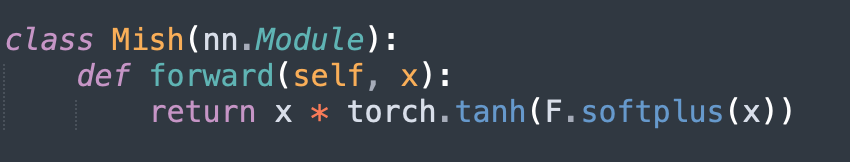 class Mish(nn.Module):
    def forward(self, x):
        return x * torch.tanh(F.softplus(x))